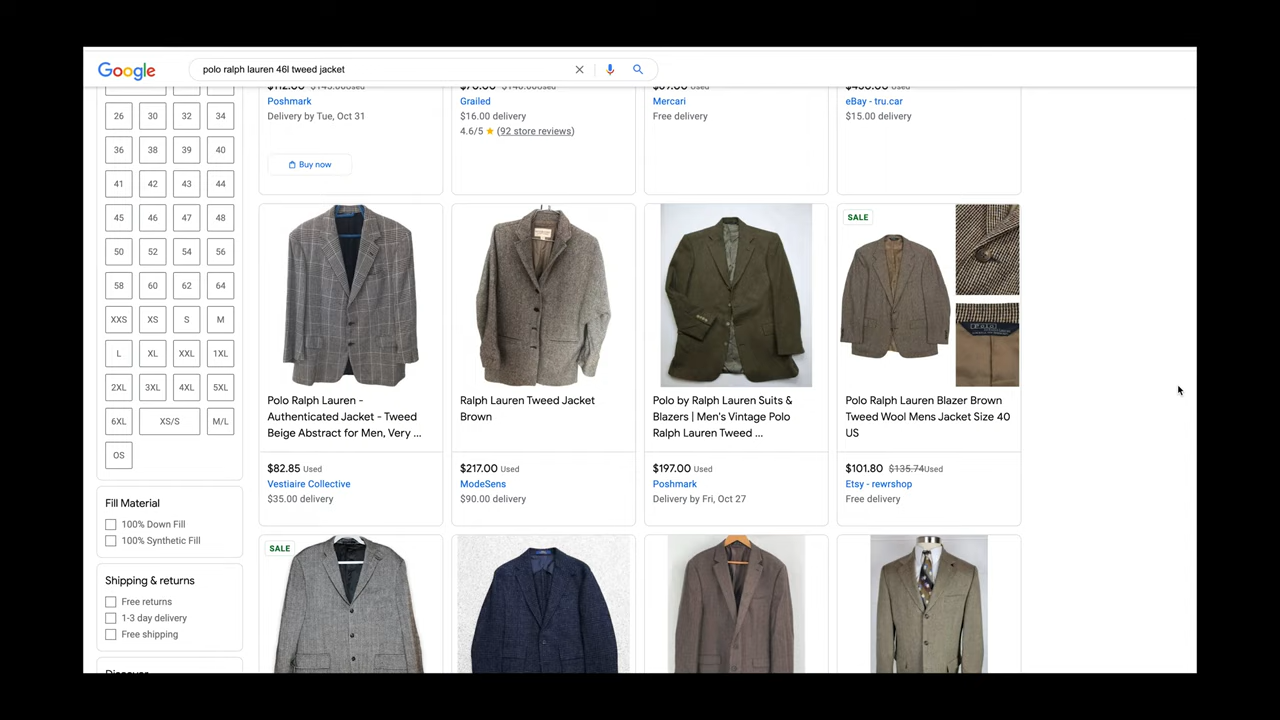 Google
polo ralph lauren 46l tweed jacket
26 30 32 34
36 38 39 40
41 42 43 44
45 46 47 48
50 52 54 56
58 60 62 64
XXS XS S M
L XL XXL 1XL
2XL 3XL 4XL 5XL
6XL XS/S M/L
OS
Fill Material
100% Down Fill
100% Synthetic Fill
Shipping & returns
Free returns
1-3 day delivery
Free shipping
Discover
$112.00 $145.00Used
Poshmark
Delivery by Tue, Oct 31
Buy now
Grailed
$16.00 delivery
4.6/5 ★ (92 store reviews)
Mercari
Free delivery
eBay - tru.car
$15.00 delivery
Polo Ralph Lauren -
Authenticated Jacket - Tweed
Beige Abstract for Men, Very ...
$82.85 Used
Vestiaire Collective
$35.00 delivery
Ralph Lauren Tweed Jacket
Brown
$217.00 Used
ModeSens
$90.00 delivery
Polo by Ralph Lauren Suits &
Blazers | Men's Vintage Polo
Ralph Lauren Tweed ...
$197.00 Used
Poshmark
Delivery by Fri, Oct 27
SALE
POLO
Polo Ralph Lauren Blazer Brown
Tweed Wool Mens Jacket Size 40
US
$101.80 $135.74Used
Etsy - rewrshop
Free delivery
SALE